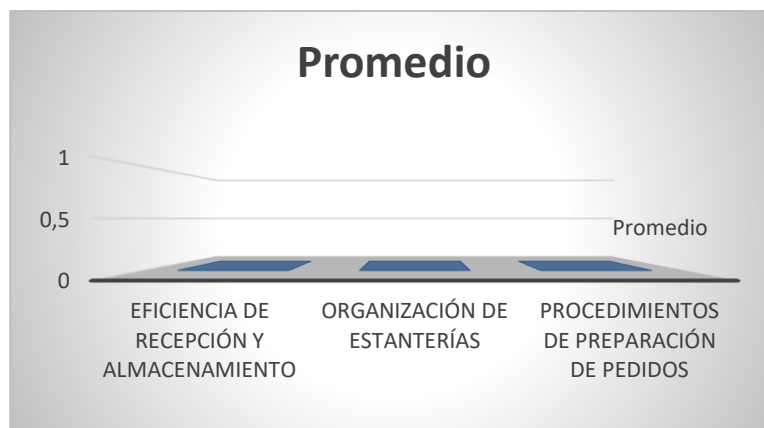 Promedio
1
0,5
0
Promedio
EFICIENCIA DE
RECEPCIÓN Y
ALMACENAMIENTO
ORGANIZACIÓN DE
ESTANTERÍAS
PROCEDIMIENTOS
DE PREPARACIÓN
DE PEDIDOS